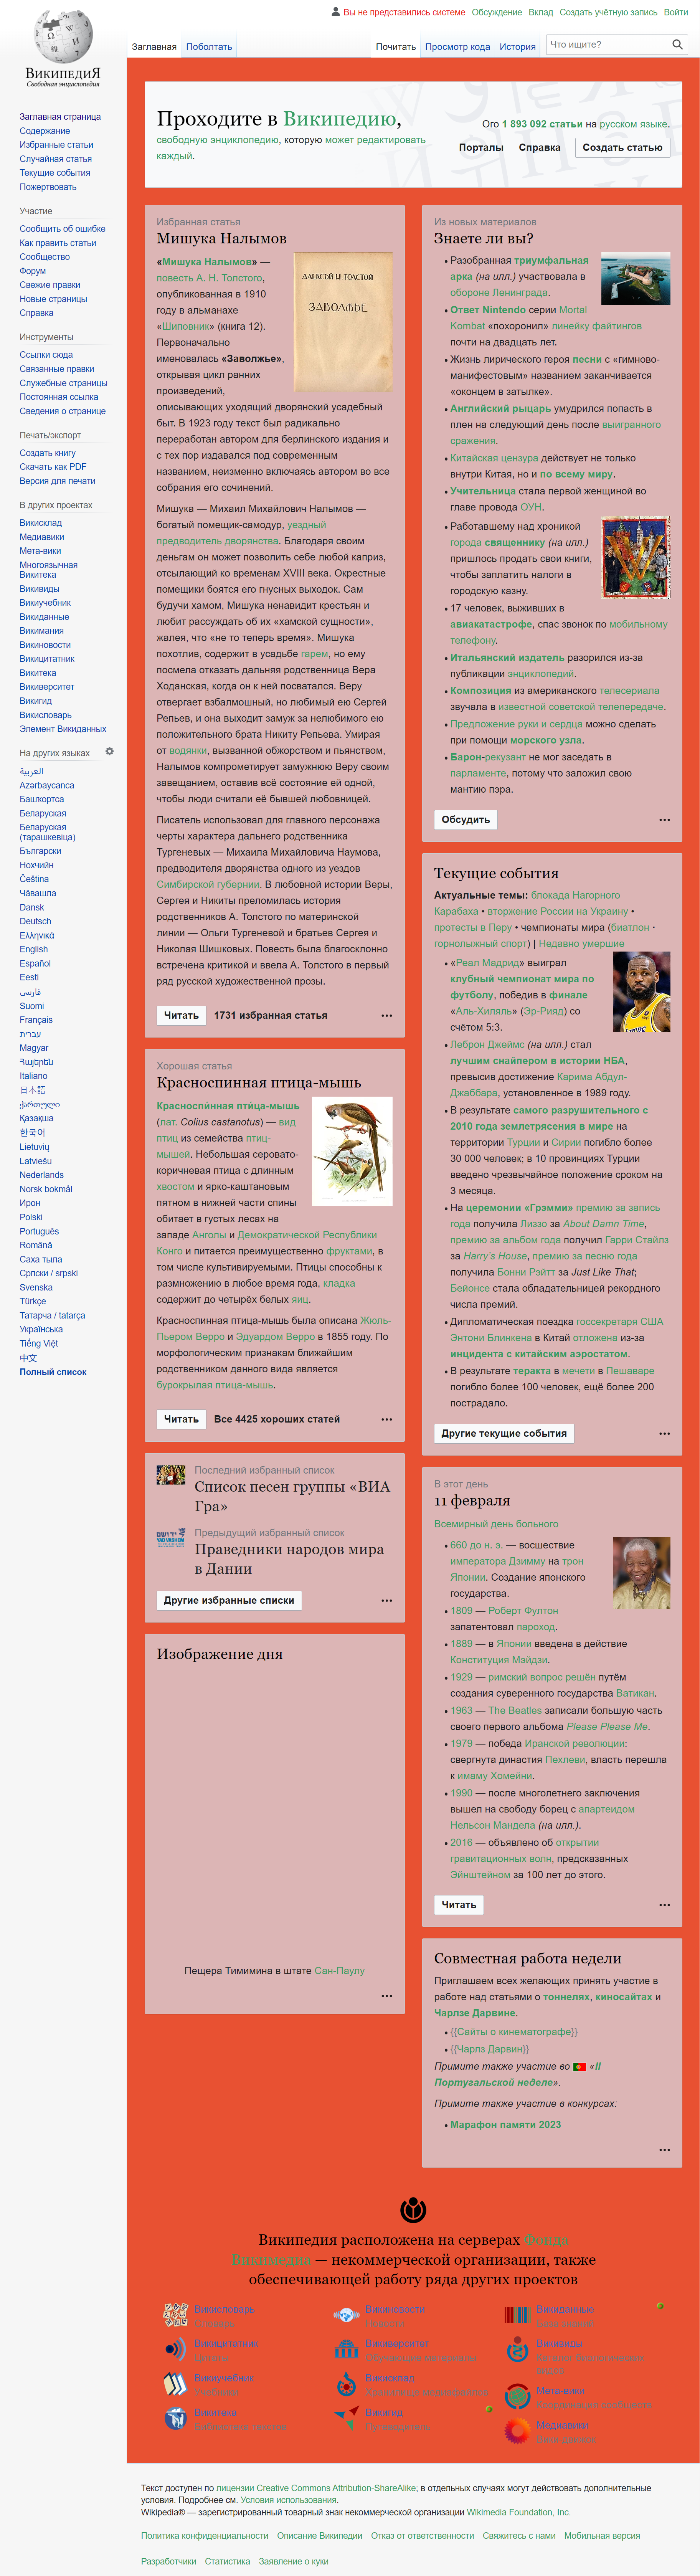 Вы не представились системе Обсуждение Вклад Создать учётную запись Войти
Заглавная Поболтать Почитать Просмотр кода История Что ищите?
ВикипедиЯ
Свободная энциклопедия
Заглавная страница
Содержание
Избранные статьи
Случайная статья
Текущие события
Пожертвовать
Участие
Сообщить об ошибке
Как править статьи
Сообщество
Форум
Свежие правки
Новые страницы
Справка
Инструменты
Ссылки сюда
Связанные правки
Служебные страницы
Постоянная ссылка
Сведения о странице
Печать/экспорт
Создать книгу
Скачать как PDF
Версия для печати
В других проектах
Викисклад
Медиавики
Мета-вики
Многоязычная
Викитека
Викивиды
Викиучебник
Викиданные
Викимания
Викиновости
Викицитатник
Викитека
Викиверситет
Викигид
Викисловарь
Элемент Викиданных
На других языках
العربية
Azərbaycanca
Башҡортса
Беларуская
Беларуская
(тарашкевіца)
Български
Нохчийн
Čeština
Чӑвашла
Dansk
Deutsch
Ελληνικά
English
Español
Eesti
فارسی
Suomi
Français
עברית
Magyar
Հայերեն
Italiano
日本語
ქართული
Қазақша
한국어
Lietuvių
Latviešu
Nederlands
Norsk bokmål
Ирон
Polski
Português
Română
Саха тыла
Српски / srpski
Svenska
Türkçe
Татарча / tatarça
Українська
Tiếng Việt
中文
Полный список
Проходите в Википедию,
свободную энциклопедию, которую может редактировать
каждый.
Ого 1 893 092 статьи на русском языке.
Порталы Справка Создать статью
Избранная статья
Мишука Налымов
АЛЕКСѢЙ Н. ТОЛСТОЙ
ЗАВОЛЖЬЕ
«Мишука Налымов» —
повесть А. Н. Толстого,
опубликованная в 1910
году в альманахе
«Шиповник» (книга 12).
Первоначально
именовалась «Заволжье»,
открывая цикл ранних
произведений,
описывающих уходящий дворянский усадебный
быт. В 1923 году текст был радикально
переработан автором для берлинского издания и
с тех пор издавался под современным
названием, неизменно включаясь автором во все
собрания его сочинений.
Мишука — Михаил Михайлович Налымов —
богатый помещик-самодур, уездный
предводитель дворянства. Благодаря своим
деньгам он может позволить себе любой каприз,
отсылающий ко временам XVIII века. Окрестные
помещики боятся его гнусных выходок. Сам
будучи хамом, Мишука ненавидит крестьян и
любит рассуждать об их «хамской сущности»,
жалея, что «не то теперь время». Мишука
похотлив, содержит в усадьбе гарем, но ему
посмела отказать дальняя родственница Вера
Ходанская, когда он к ней посватался. Веру
отвергает взбалмошный, но любимый ею Сергей
Репьев, и она выходит замуж за нелюбимого ею
положительного брата Никиту Репьева. Умирая
от водянки, вызванной обжорством и пьянством,
Налымов компрометирует замужнюю Веру своим
завещанием, оставив всё состояние ей одной,
чтобы люди считали её бывшей любовницей.
Писатель использовал для главного персонажа
черты характера дальнего родственника
Тургеневых — Михаила Михайловича Наумова,
предводителя дворянства одного из уездов
Симбирской губернии. В любовной истории Веры,
Сергея и Никиты преломилась история
родственников А. Толстого по материнской
линии — Ольги Тургеневой и братьев Сергея и
Николая Шишковых. Повесть была благосклонно
встречена критикой и ввела А. Толстого в первый
ряд русской художественной прозы.
Читать 1731 избранная статья
Хорошая статья
Красноспинная птица-мышь
Красноспи́нная пти́ца-мышь
(лат. Colius castanotus) — вид
птиц из семейства птиц-
мышей. Небольшая серовато-
коричневая птица с длинным
хвостом и ярко-каштановым
пятном в нижней части спины
обитает в густых лесах на
западе Анголы и Демократической Республики
Конго и питается преимущественно фруктами, в
том числе культивируемыми. Птицы способны к
размножению в любое время года, кладка
содержит до четырёх белых яиц.
Красноспинная птица-мышь была описана Жюль-
Пьером Верро и Эдуардом Верро в 1855 году. По
морфологическим признакам ближайшим
родственником данного вида является
бурокрылая птица-мышь.
Читать Все 4425 хороших статей
Последний избранный список
Список песен группы «ВИА
Гра»
יד ושם
YAD VASHEM
Предыдущий избранный список
Праведники народов мира
в Дании
Другие избранные списки
Изображение дня
Пещера Тимимина в штате Сан-Паулу
Из новых материалов
Знаете ли вы?
Разобранная триумфальная
арка (на илл.) участвовала в
обороне Ленинграда.
Ответ Nintendo серии Mortal
Kombat «похоронил» линейку файтингов
почти на двадцать лет.
Жизнь лирического героя песни с «гимново-
манифестовым» названием заканчивается
«оконцем в затылке».
Английский рыцарь умудрился попасть в
плен на следующий день после выигранного
сражения.
Китайская цензура действует не только
внутри Китая, но и по всему миру.
Учительница стала первой женщиной во
главе провода ОУН.
Работавшему над хроникой
города священнику (на илл.)
пришлось продать свои книги,
чтобы заплатить налоги в
городскую казну.
17 человек, выживших в
авиакатастрофе, спас звонок по мобильному
телефону.
Итальянский издатель разорился из-за
публикации энциклопедий.
Композиция из американского телесериала
звучала в известной советской телепередаче.
Предложение руки и сердца можно сделать
при помощи морского узла.
Барон-рекузант не мог заседать в
парламенте, потому что заложил свою
мантию пэра.
Обсудить
Текущие события
Актуальные темы: блокада Нагорного
Карабаха • вторжение России на Украину •
протесты в Перу • чемпионаты мира (биатлон ·
горнолыжный спорт) | Недавно умершие
«Реал Мадрид» выиграл
клубный чемпионат мира по
футболу, победив в финале
«Аль-Хиляль» (Эр-Рияд) со
счётом 5:3.
Леброн Джеймс (на илл.) стал
лучшим снайпером в истории НБА,
превысив достижение Карима Абдул-
Джаббара, установленное в 1989 году.
В результате самого разрушительного с
2010 года землетрясения в мире на
территории Турции и Сирии погибло более
30 000 человек; в 10 провинциях Турции
введено чрезвычайное положение сроком на
3 месяца.
На церемонии «Грэмми» премию за запись
года получила Лиззо за About Damn Time,
премию за альбом года получил Гарри Стайлз
за Harry's House, премию за песню года
получила Бонни Рэйтт за Just Like That;
Бейонсе стала обладательницей рекордного
числа премий.
Дипломатическая поездка госсекретаря США
Энтони Блинкена в Китай отложена из-за
инцидента с китайским аэростатом.
В результате теракта в мечети в Пешаваре
погибло более 100 человек, ещё более 200
пострадало.
Другие текущие события
В этот день
11 февраля
Всемирный день больного
660 до н. э. — восшествие
императора Дзимму на трон
Японии. Создание японского
государства.
1809 — Роберт Фултон
запатентовал пароход.
1889 — в Японии введена в действие
Конституция Мэйдзи.
1929 — римский вопрос решён путём
создания суверенного государства Ватикан.
1963 — The Beatles записали большую часть
своего первого альбома Please Please Me.
1979 — победа Иранской революции:
свергнута династия Пехлеви, власть перешла
к имаму Хомейни.
1990 — после многолетнего заключения
вышел на свободу борец с апартеидом
Нельсон Мандела (на илл.).
2016 — объявлено об открытии
гравитационных волн, предсказанных
Эйнштейном за 100 лет до этого.
Читать
Совместная работа недели
Приглашаем всех желающих принять участие в
работе над статьями о тоннелях, киносайтах и
Чарлзе Дарвине.
{{Сайты о кинематографе}}
{{Чарлз Дарвин}}
Примите также участие во «II
Португальской неделе».
Примите также участие в конкурсах:
Марафон памяти 2023
Википедия расположена на серверах Фонда
Викимедиа — некоммерческой организации, также
обеспечивающей работу ряда других проектов
Викисловарь
Словарь
Викицитатник
Цитаты
Викиучебник
Учебники
Викитека
Библиотека текстов
Викиновости
Новости
Викиверситет
Обучающие материалы
Викисклад
Хранилище медиафайлов
Викигид
Путеводитель
Викиданные
База знаний
Викивиды
Каталог биологических
видов
Мета-вики
Координация сообществ
Медиавики
Вики-движок
Текст доступен по лицензии Creative Commons Attribution-ShareAlike; в отдельных случаях могут действовать дополнительные
условия. Подробнее см. Условия использования.
Wikipedia® — зарегистрированный товарный знак некоммерческой организации Wikimedia Foundation, Inc.
Политика конфиденциальности Описание Википедии Отказ от ответственности Свяжитесь с нами Мобильная версия
Разработчики Статистика Заявление о куки